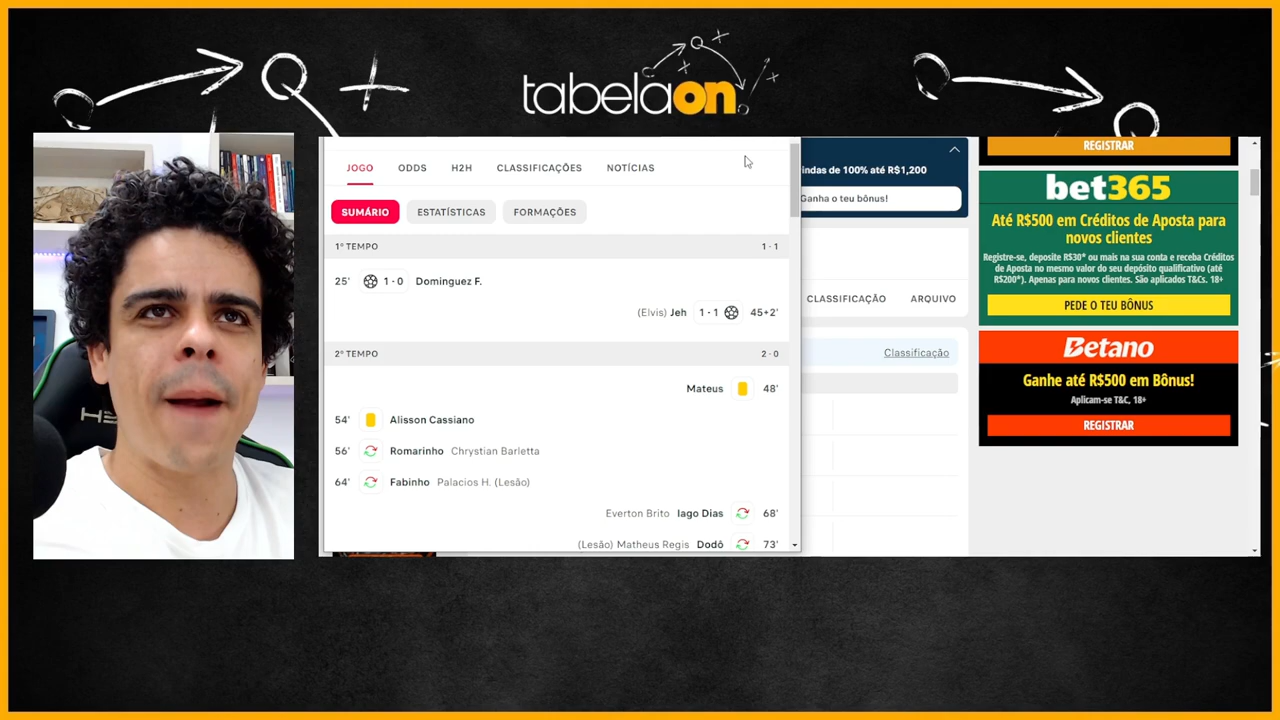 tabelaon
JOGO ODDS H2H CLASSIFICAÇÕES NOTÍCIAS
SUMÁRIO ESTATÍSTICAS FORMAÇÕES
1º TEMPO 1 - 1
25' 1 - 0 Dominguez F.
(Elvis) Jeh 1 - 1 45+2'
2º TEMPO 2 - 0
Mateus 48'
54' Alisson Cassiano
56' Romarinho Chrystian Barletta
64' Fabinho Palacios H. (Lesão)
Everton Brito Iago Dias 68'
(Lesão) Matheus Regis Dodô 73'
indas de 100% até R$1,200
Ganha o teu bônus!
CLASSIFICAÇÃO ARQUIVO
Classificação
REGISTRAR
bet365
Até R$500 em Créditos de Aposta para
novos clientes
Registre-se, deposite R$30* ou mais na sua conta e receba Créditos
de Aposta no mesmo valor do seu depósito qualificativo (até
R$200*). Apenas para novos clientes. São aplicados T&Cs. 18+
PEDE O TEU BÔNUS
Betano
Ganhe até R$500 em Bônus!
Aplicam-se T&C, 18+
REGISTRAR